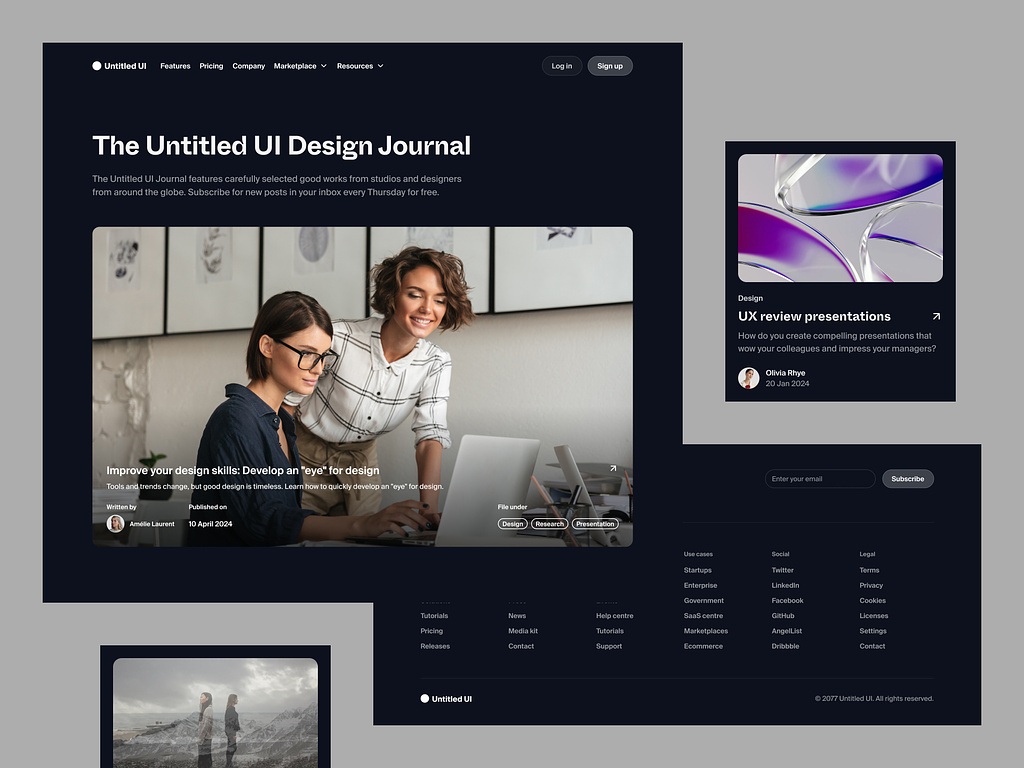 Untitled UI Features Pricing Company Marketplace Resources Log in Sign up
The Untitled UI Design Journal
The Untitled UI Journal features carefully selected good works from studios and designers
from around the globe. Subscribe for new posts in your inbox every Thursday for free.
Improve your design skills: Develop an "eye" for design
Tools and trends change, but good design is timeless. Learn how to quickly develop an "eye" for design.
Written by Published on File under
Amélie Laurent 10 April 2024 Design Research Presentation
Design
UX review presentations
How do you create compelling presentations that
wow your colleagues and impress your managers?
Olivia Rhye
20 Jan 2024
Enter your email Subscribe
Use cases Social Legal
Startups Twitter Terms
Enterprise LinkedIn Privacy
Government Facebook Cookies
Tutorials News Help centre SaaS centre GitHub Licenses
Pricing Media kit Tutorials Marketplaces AngelList Settings
Releases Contact Support Ecommerce Dribbble Contact
Untitled UI © 2077 Untitled UI. All rights reserved.